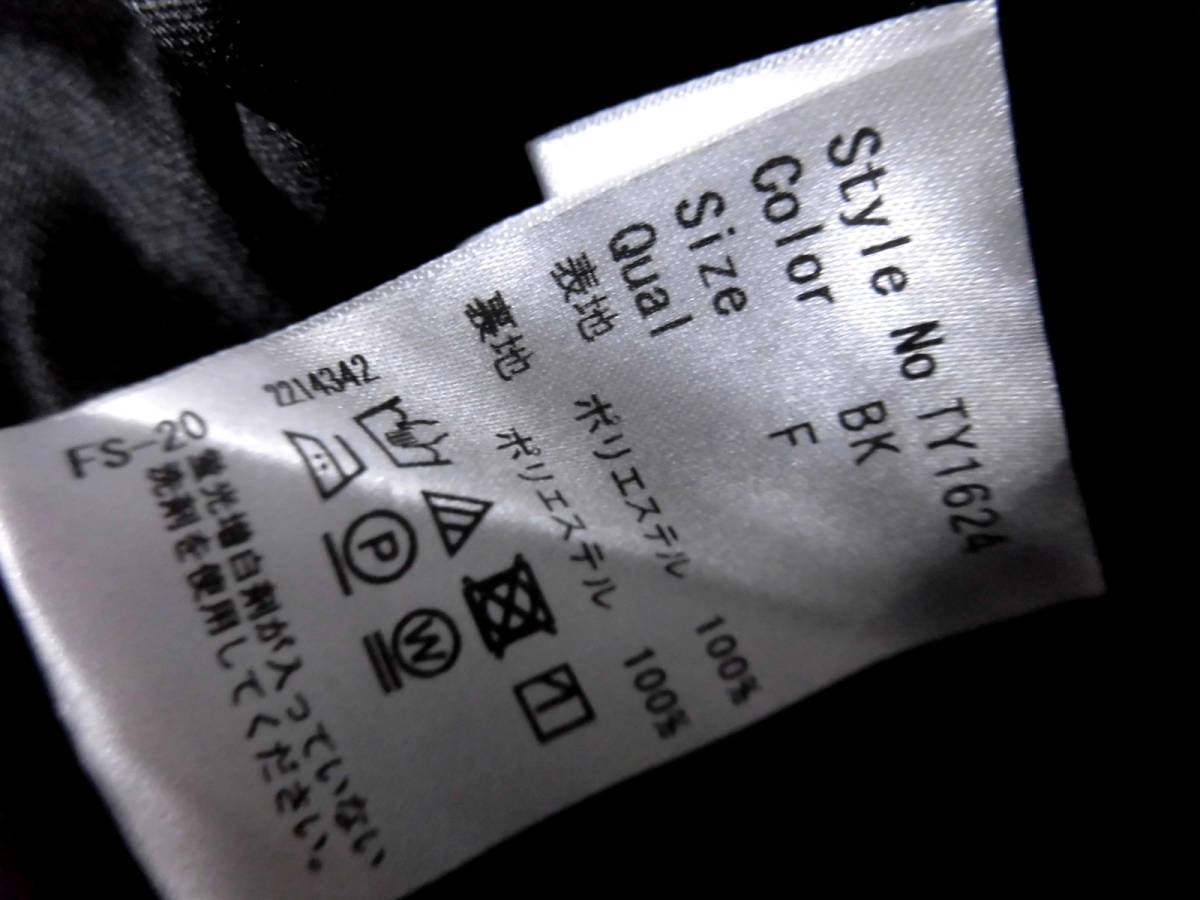 Style No TY1624
Color BK
Size F
Qual
表地 ポリエステル 100%
裏地 ポリエステル 100%
2214342
P
W
FS-20
蛍光増白剤が入っていない
洗剤を使用してください。